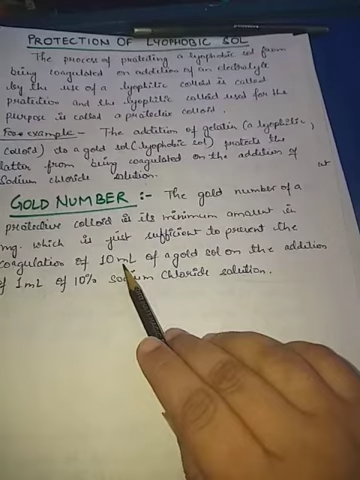 PROTECTION OF LYOPHOBIC SOL
The process of protecting a lyophobic sol from
being coagulated on addition of an electrolyte
by the use of a lyophilic colloid is called
protection and the lyophilic colloid used for the
purpose is called a protective colloid.
For example - The addition of gelatin (a lyophilic
colloid) to a gold sol (lyophobic sol) protects the
latter from being coagulated on the addition of
Sodium chloride solution.
GOLD NUMBER :- The gold number of a
protective colloid is its minimum amount in
mg. which is just sufficient to prevent the
coagulation of 10 mL of a gold sol on the addition
of 1 mL of 10% Sodium Chloride solution.